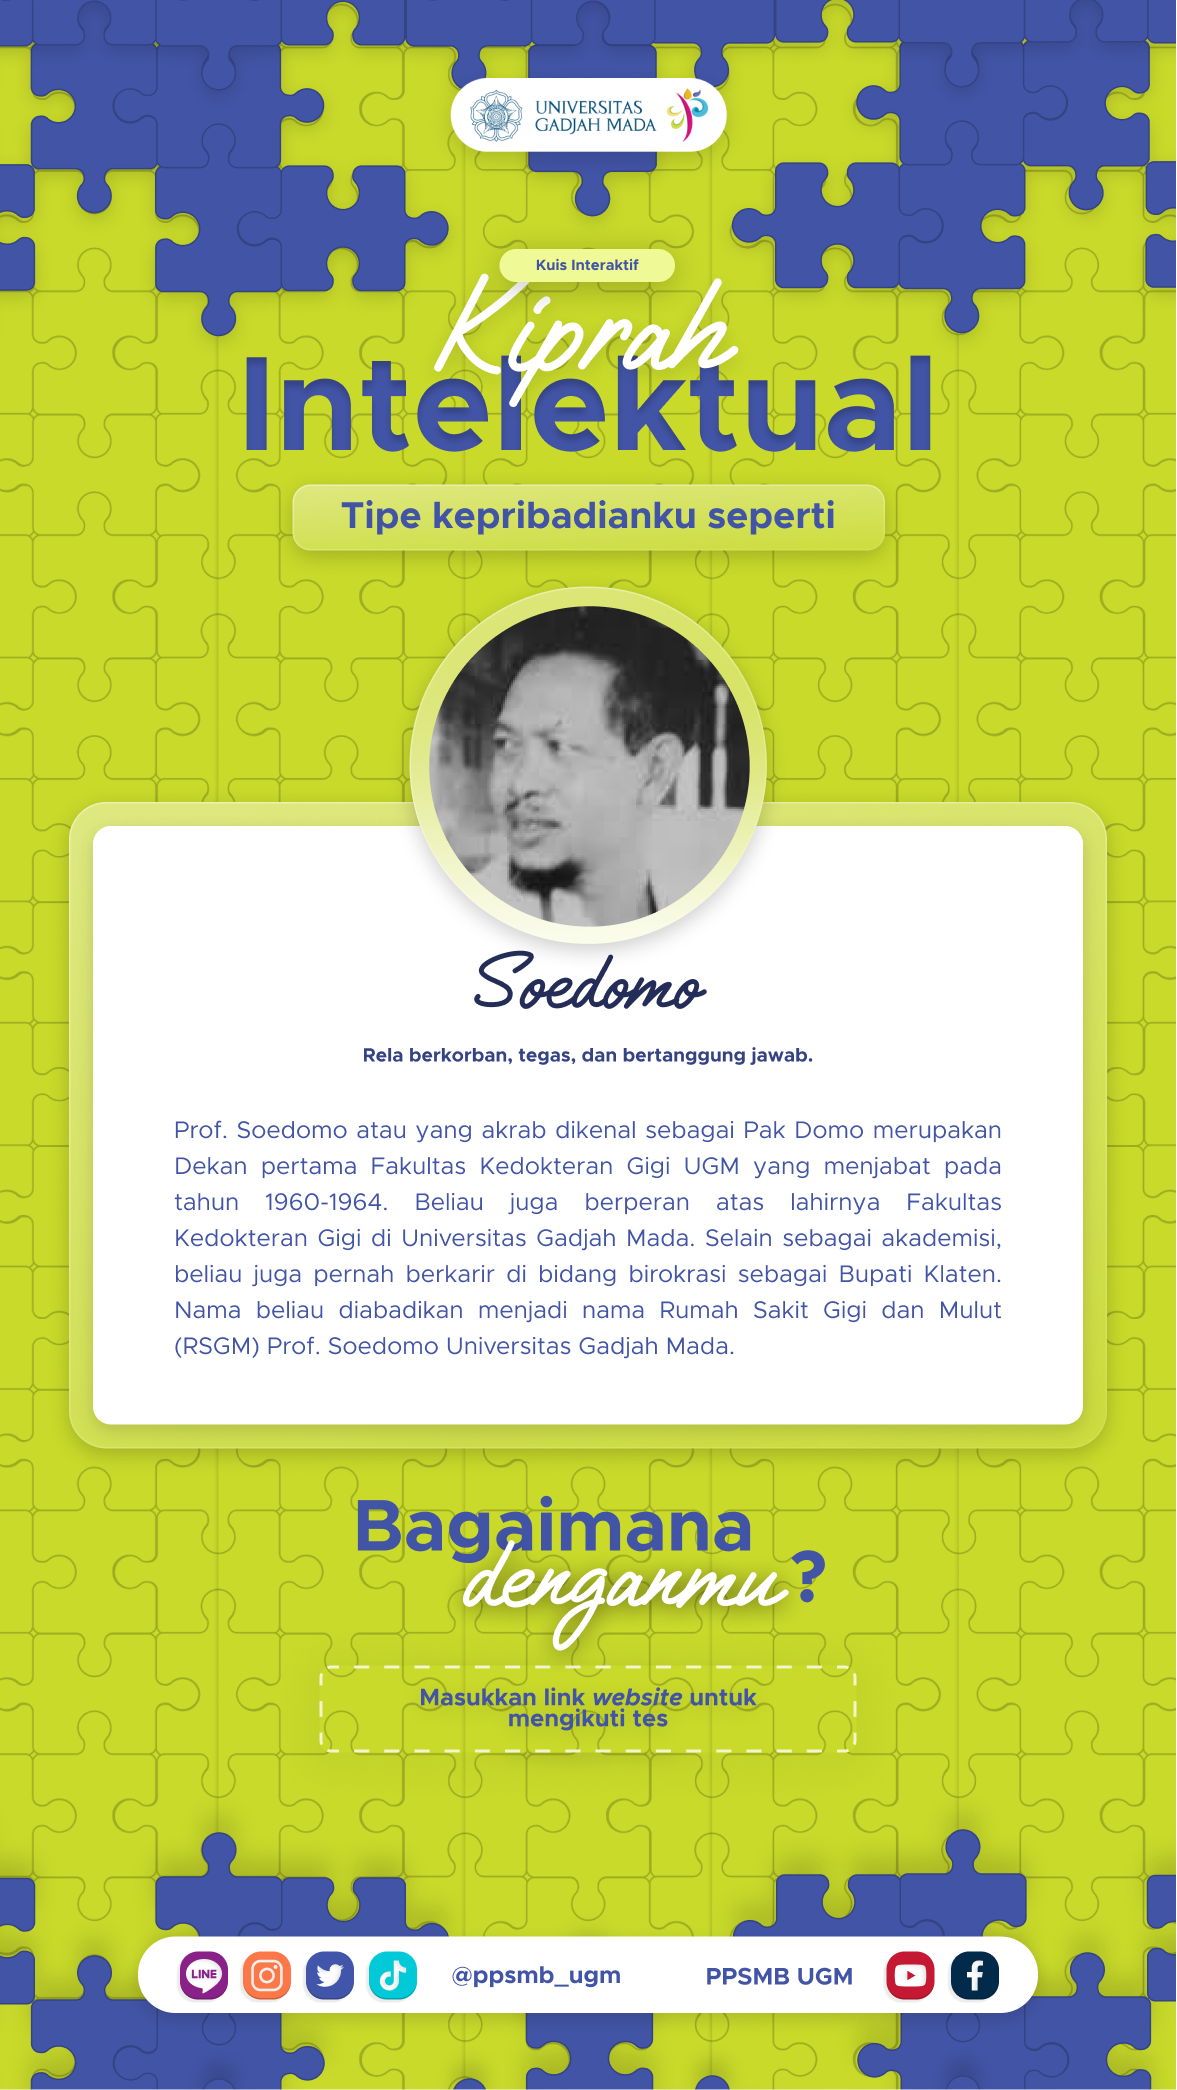 UNIVERSITAS
GADJAH MADA
Kuis Interaktif
Kiprah
Intelektual
Tipe kepribadianku seperti
Soedomo
Rela berkorban, tegas, dan bertanggung jawab.
Prof. Soedomo atau yang akrab dikenal sebagai Pak Domo merupakan
Dekan pertama Fakultas Kedokteran Gigi UGM yang menjabat pada
tahun 1960-1964. Beliau juga berperan atas lahirnya Fakultas
Kedokteran Gigi di Universitas Gadjah Mada. Selain sebagai akademisi,
beliau juga pernah berkarir di bidang birokrasi sebagai Bupati Klaten.
Nama beliau diabadikan menjadi nama Rumah Sakit Gigi dan Mulut
(RSGM) Prof. Soedomo Universitas Gadjah Mada.
Bagaimana
denganmu?
Masukkan link website untuk
mengikuti tes
LINE @ppsmb_ugm PPSMB UGM